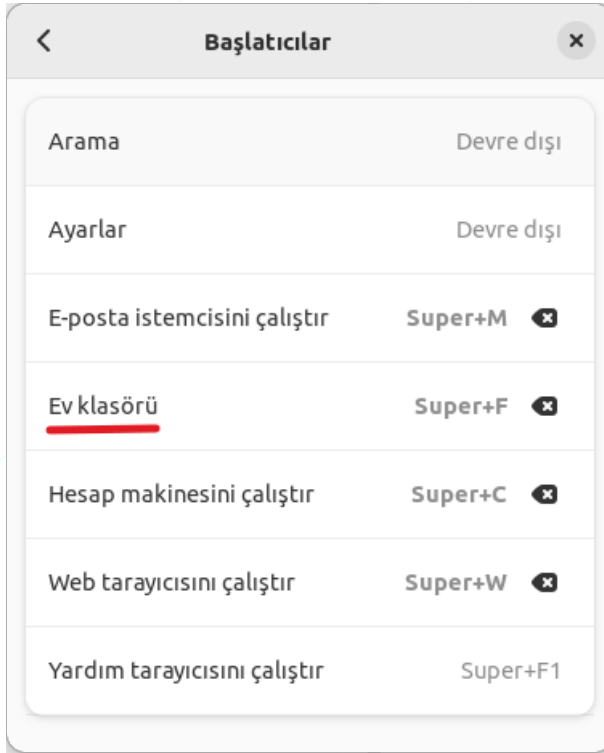 Başlatıcılar
Arama Devre dışı
Ayarlar Devre dışı
E-posta istemcisini çalıştır Super+M
Ev klasörü Super+F
Hesap makinesini çalıştır Super+C
Web tarayıcısını çalıştır Super+W
Yardım tarayıcısını çalıştır Super+F1